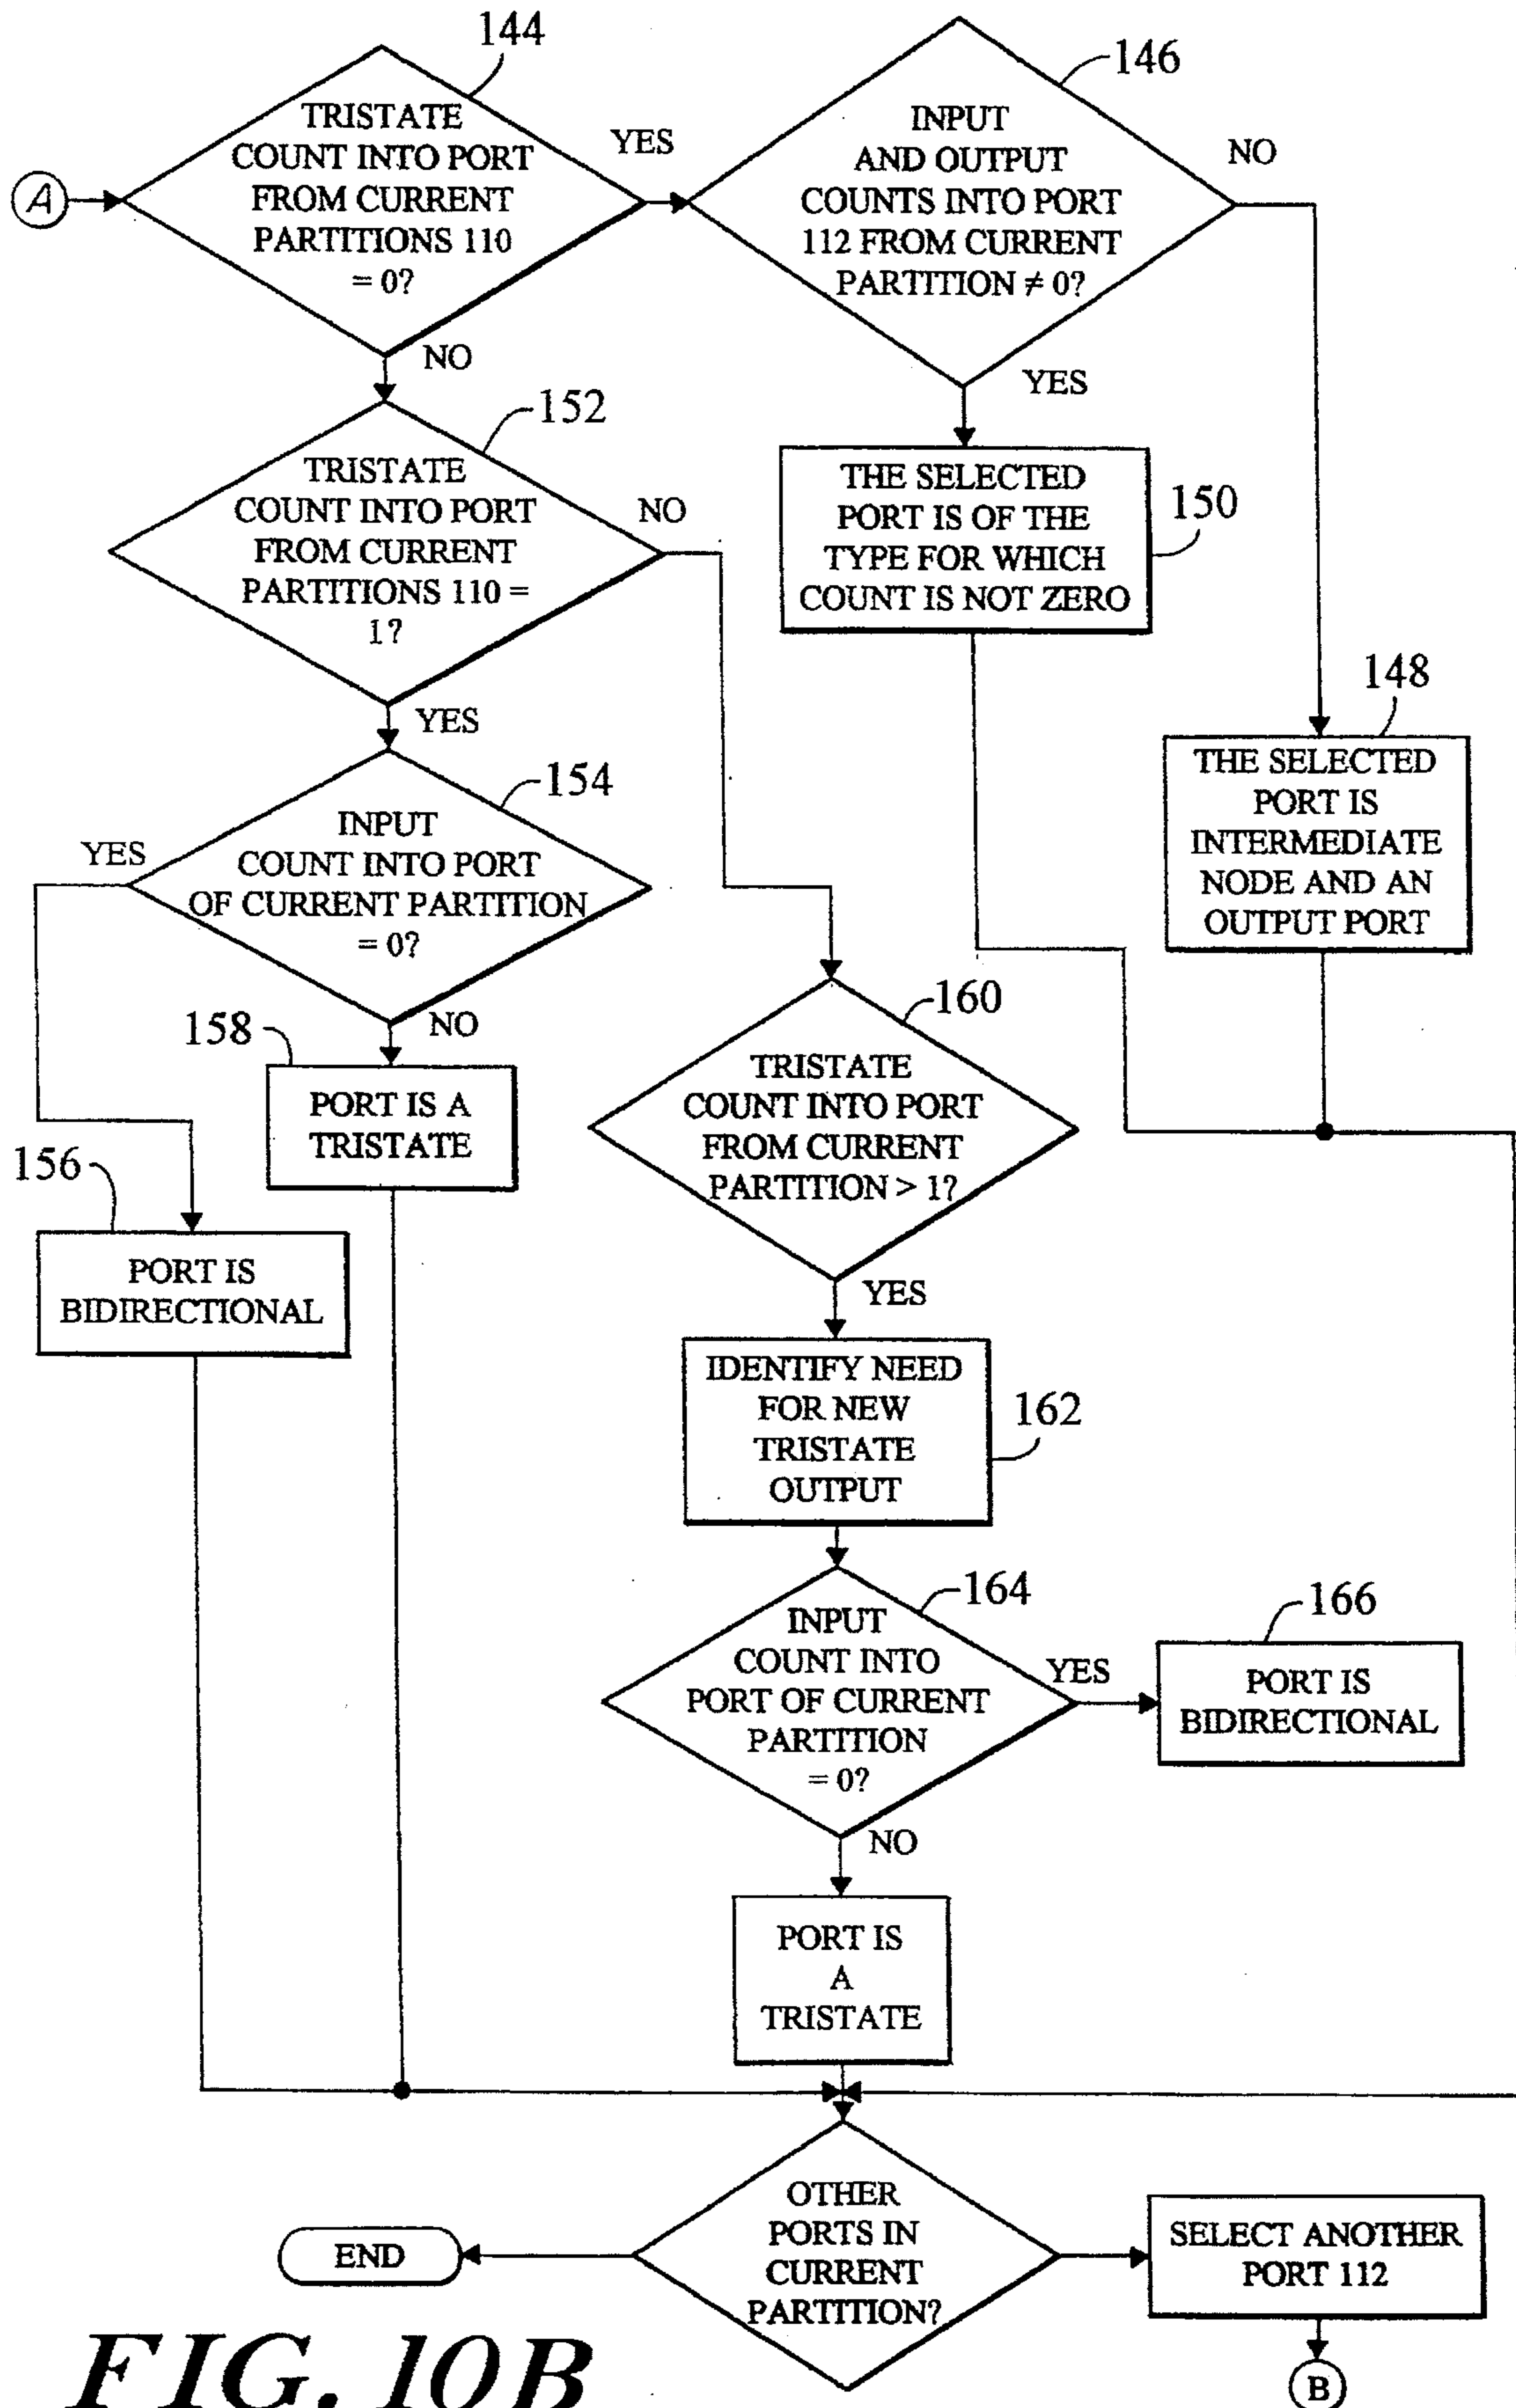 144
TRISTATE
COUNT INTO PORT
FROM CURRENT
PARTITIONS 110
= 0?
YES
A
NO
146
INPUT
AND OUTPUT
COUNTS INTO PORT
112 FROM CURRENT
PARTITION ≠ 0?
NO
YES
152
TRISTATE
COUNT INTO PORT
FROM CURRENT
PARTITIONS 110 =
1?
NO
YES
THE SELECTED
PORT IS OF THE
TYPE FOR WHICH
COUNT IS NOT ZERO
150
148
THE SELECTED
PORT IS
INTERMEDIATE
NODE AND AN
OUTPUT PORT
154
INPUT
COUNT INTO PORT
OF CURRENT PARTITION
= 0?
YES
NO
158
PORT IS A
TRISTATE
156
PORT IS
BIDIRECTIONAL
160
TRISTATE
COUNT INTO PORT
FROM CURRENT
PARTITION > 1?
YES
IDENTIFY NEED
FOR NEW
TRISTATE
OUTPUT
162
164
INPUT
COUNT INTO
PORT OF CURRENT
PARTITION
= 0?
YES
166
PORT IS
BIDIRECTIONAL
NO
PORT IS
A
TRISTATE
OTHER
PORTS IN
CURRENT
PARTITION?
END
SELECT ANOTHER
PORT 112
B
FIG. 10B